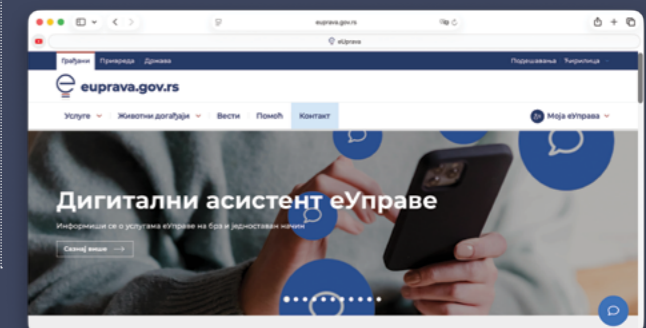 euprava.gov.rs
eUprava
Грађани Привреда Држава
Подешавања Ћирилица
euprava.gov.rs
Услуге Животни догађаји Вести Помоћ Контакт
Моја еУправа
Дигитални асистент еУправе
Информиши се о услугама еУправе на брз и једноставан начин
Сазнај више